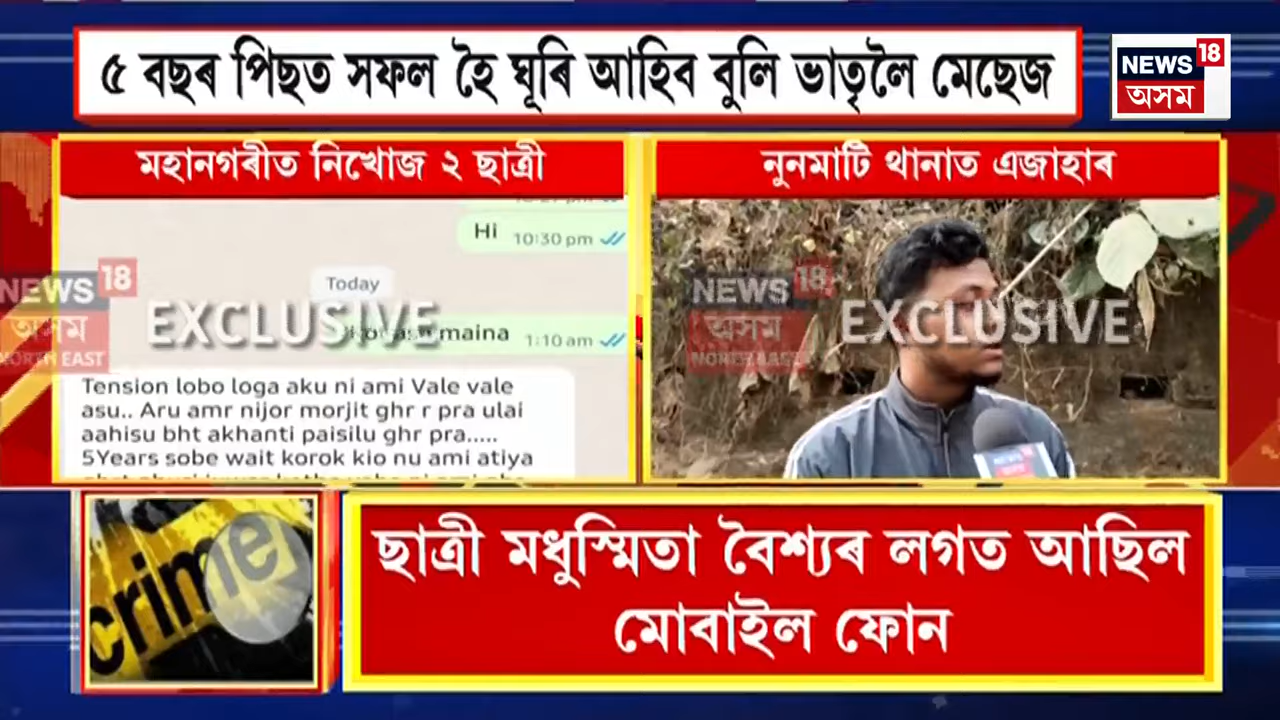 ৫ বছৰ পিছত সফল হৈ ঘূৰি আহিব বুলি ভাতৃলৈ মেছেজ
NEWS 18
অসম
মহানগৰীত নিখোজ ২ ছাত্ৰী
নুনমাটি থানাত এজাহাৰ
Hi 10:30 pm
Today
maina 1:10 am
Tension lobo loga aku ni ami Vale vale
asu.. Aru amr nijor morjit ghr r pra ulai
aahisu bht akhanti paisilu ghr pra.....
5Years sobe wait korok kio nu ami atiya
NEWS 18
অসম
NORTH EAST
EXCLUSIVE
NEWS 18
অসম
NORTH EAST
EXCLUSIVE
crime
ছাত্ৰী মধুস্মিতা বৈশ্যৰ লগত আছিল
মোবাইল ফোন